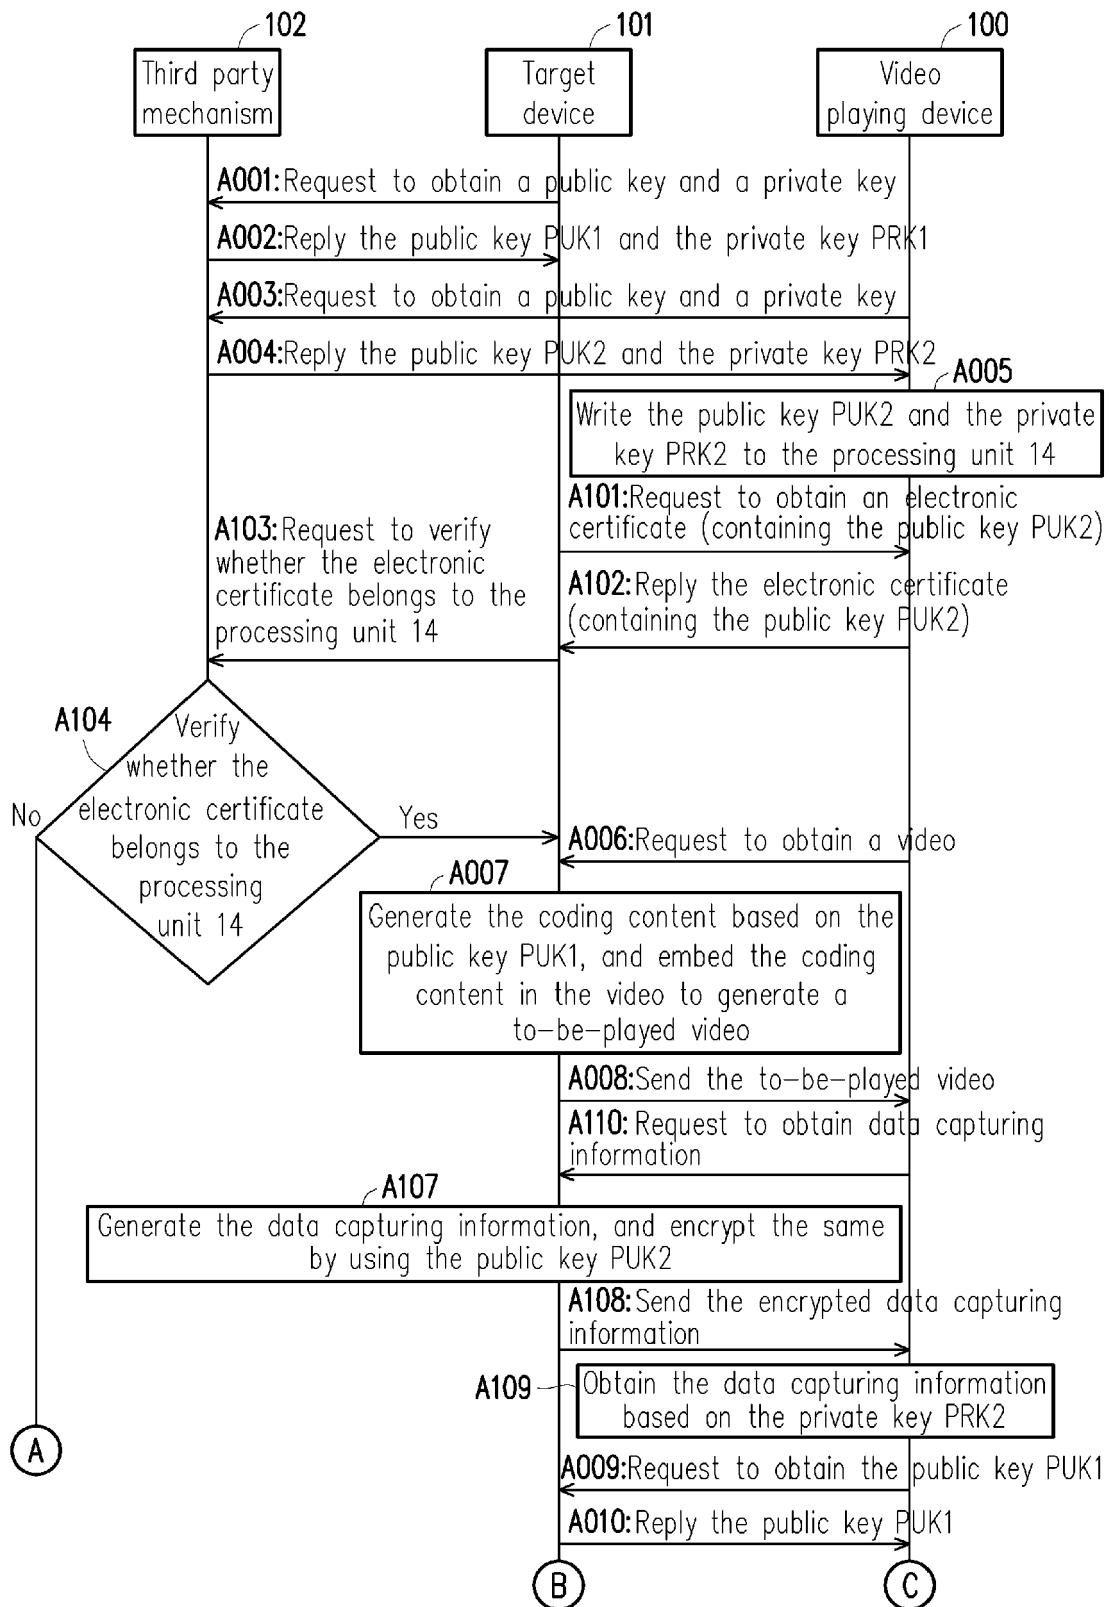 102
101
100
Third party
mechanism
Target
device
Video
playing device
A001:Request to obtain a public key and a private key
A002:Reply the public key PUK1 and the private key PRK1
A003:Request to obtain a public key and a private key
A004:Reply the public key PUK2 and the private key PRK2
A005
Write the public key PUK2 and the private
key PRK2 to the processing unit 14
A101:Request to obtain an electronic
certificate (containing the public key PUK2)
A103:Request to verify
whether the electronic
certificate belongs to the
processing unit 14
A102:Reply the electronic certificate
(containing the public key PUK2)
A104
Verify
whether the
electronic certificate
belongs to the
processing
unit 14
No
Yes
A006:Request to obtain a video
A007
Generate the coding content based on the
public key PUK1, and embed the coding
content in the video to generate a
to-be-played video
A008:Send the to-be-played video
A110:Request to obtain data capturing
information
A107
Generate the data capturing information, and encrypt the same
by using the public key PUK2
A108:Send the encrypted data capturing
information
A109
Obtain the data capturing information
based on the private key PRK2
A
A009:Request to obtain the public key PUK1
A010:Reply the public key PUK1
B
C